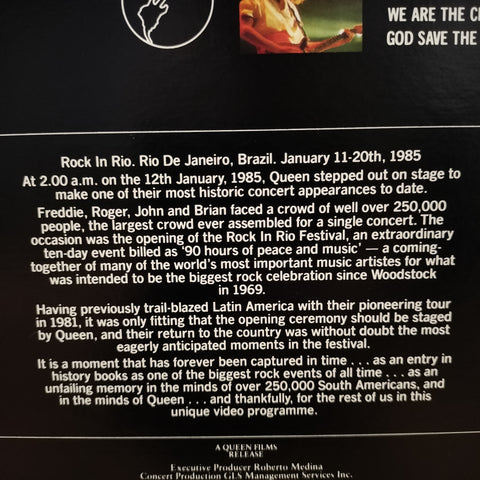 WE ARE THE
GOD SAVE THE
Rock In Rio. Rio De Janeiro, Brazil. January 11-20th, 1985
At 2.00 a.m. on the 12th January, 1985, Queen stepped out on stage to
make one of their most historic concert appearances to date.
Freddie, Roger, John and Brian faced a crowd of well over 250,000
people, the largest crowd ever assembled for a single concert. The
occasion was the opening of the Rock In Rio Festival, an extraordinary
ten-day event billed as '90 hours of peace and music' — a coming-
together of many of the world's most important music artistes for what
was intended to be the biggest rock celebration since Woodstock
in 1969.
Having previously trail-blazed Latin America with their pioneering tour
in 1981, it was only fitting that the opening ceremony should be staged
by Queen, and their return to the country was without doubt the most
eagerly anticipated moments in the festival.
It is a moment that has forever been captured in time . . . as an entry in
history books as one of the biggest rock events of all time . . . as an
unfailing memory in the minds of over 250,000 South Americans, and
in the minds of Queen . . . and thankfully, for the rest of us in this
unique video programme.
A QUEEN FILMS
RELEASE
Executive Producer Roberto Medina
Concert Production GLS Management Services Inc.